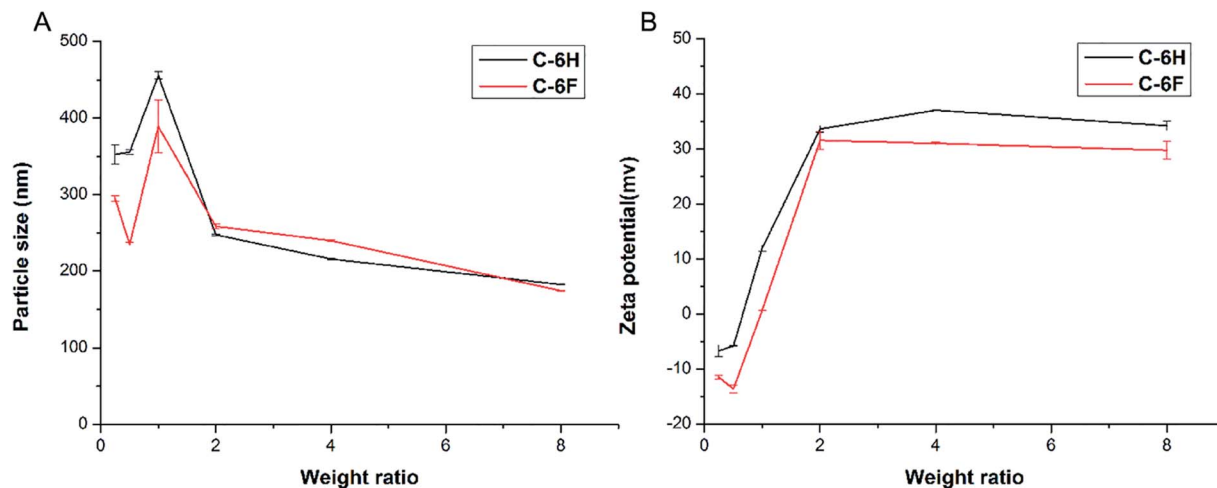 A
500
400
300
200
100
0
Particle size (nm)
C-6H
C-6F
0
2
4
6
8
Weight ratio
B
50
40
30
20
10
0
-10
-20
Zeta potential(mv)
C-6H
C-6F
0
2
4
6
8
Weight ratio